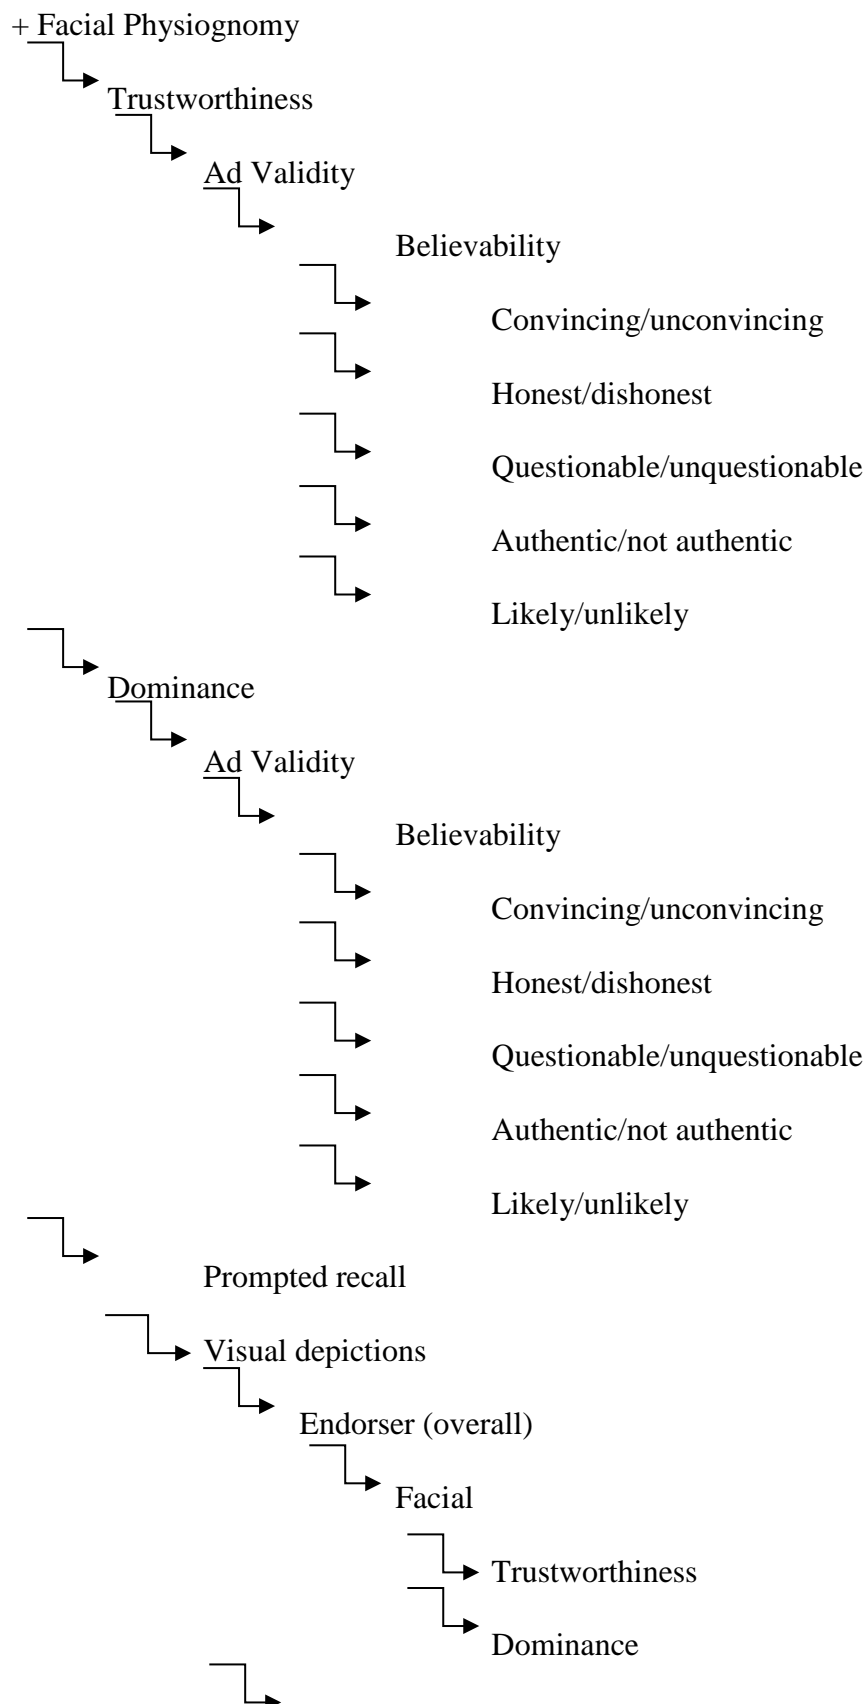 + Facial Physiognomy
Trustworthiness
Ad Validity
Believability
Convincing/unconvincing
Honest/dishonest
Questionable/unquestionable
Authentic/not authentic
Likely/unlikely
Dominance
Ad Validity
Believability
Convincing/unconvincing
Honest/dishonest
Questionable/unquestionable
Authentic/not authentic
Likely/unlikely
Prompted recall
Visual depictions
Endorser (overall)
Facial
Trustworthiness
Dominance